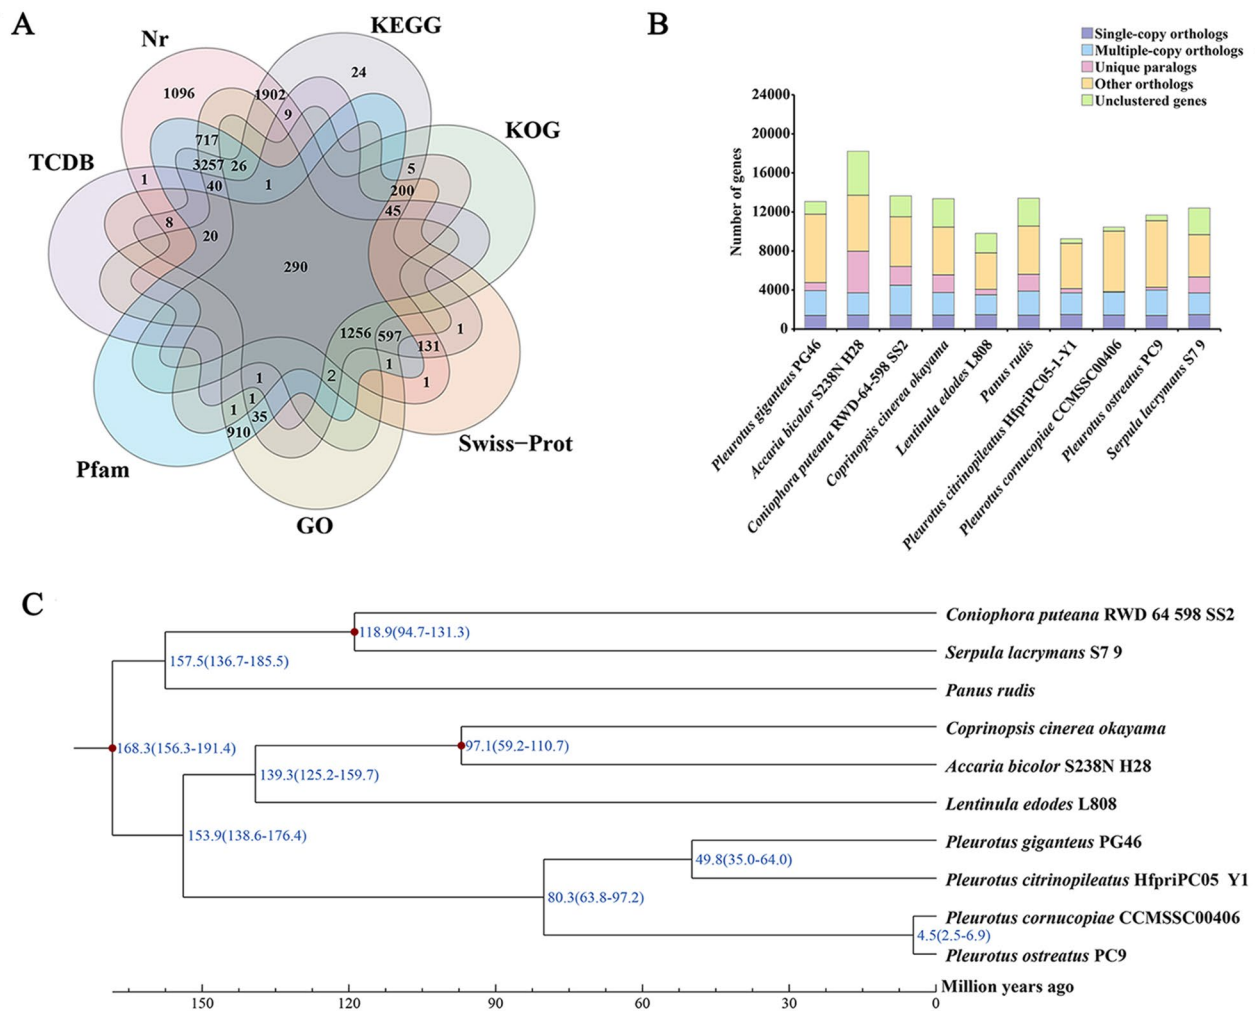 A
Nr
KEGG
KOG
TCDB
Swiss-Prot
Pfam
GO
1096
1902
24
9
717
3257
26
5
1
40
1
200
8
45
20
290
1256
597
1
131
1
1
2
1
1
1
35
910
B
Single-copy orthologs
Multiple-copy orthologs
Unique paralogs
Other orthologs
Unclustered genes
Number of genes
24000
20000
16000
12000
8000
4000
0
Pleurotus giganteus PG46
Accaria bicolor S238N H28
Coniophora puteana RWD-64-598 SS2
Coprinopsis cinerea okayama
Lentinula edodes L808
Panus rudis
Pleurotus citrinopileatus HfpriPC05-1-Y1
Pleurotus cornucopiae CCMSSC00406
Pleurotus ostreatus PC9
Serpula lacrymans S7 9
C
Coniophora puteana RWD 64 598 SS2
118.9(94.7-131.3)
Serpula lacrymans S7 9
157.5(136.7-185.5)
Panus rudis
Coprinopsis cinerea okayama
168.3(156.3-191.4)
97.1(59.2-110.7)
Accaria bicolor S238N H28
139.3(125.2-159.7)
Lentinula edodes L808
153.9(138.6-176.4)
Pleurotus giganteus PG46
49.8(35.0-64.0)
Pleurotus citrinopileatus HfpriPC05 Y1
80.3(63.8-97.2)
Pleurotus cornucopiae CCMSSC00406
4.5(2.5-6.9)
Pleurotus ostreatus PC9
Million years ago
150 120 90 60 30 0